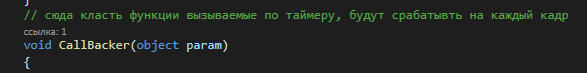 }
// сюда класть функции вызываемые по таймеру, будут срабатывть на каждый кадр
ссылка: 1
void CallBacker(object param)
{